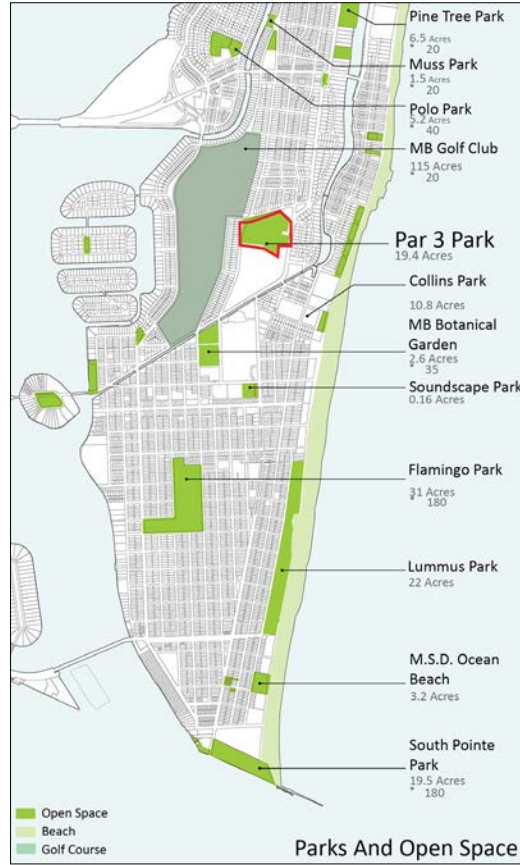 Pine Tree Park
6.5 Acres
* 20
Muss Park
1.5 Acres
* 20
Polo Park
5.2 Acres
* 40
MB Golf Club
115 Acres
* 20
Par 3 Park
19.4 Acres
Collins Park
10.8 Acres
MB Botanical
Garden
2.6 Acres
* 35
Soundscape Park
0.16 Acres
Flamingo Park
31 Acres
* 180
Lummus Park
22 Acres
M.S.D. Ocean
Beach
3.2 Acres
South Pointe
Park
19.5 Acres
* 180
Open Space
Beach
Golf Course
Parks And Open Space